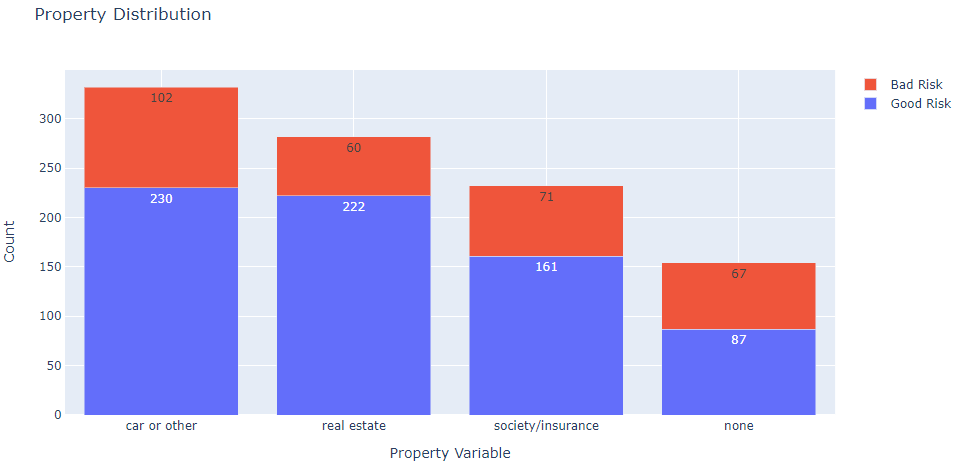 Property Distribution
Bad Risk
Good Risk
Count
300
250
200
150
100
50
0
102
230
60
222
71
161
67
87
car or other
real estate
society/insurance
none
Property Variable